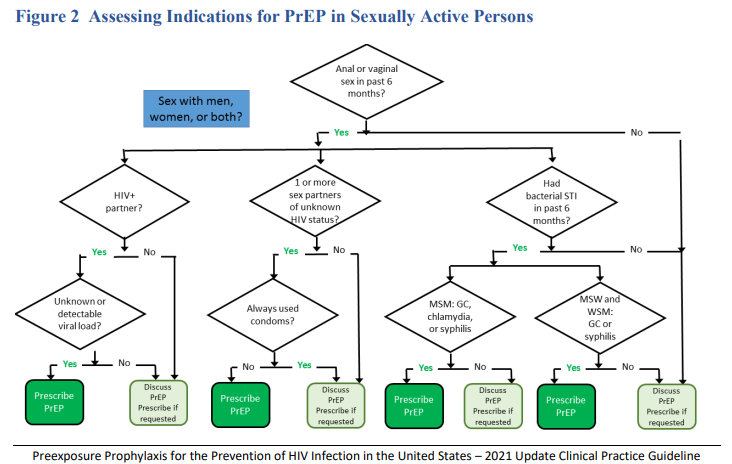 Figure 2 Assessing Indications for PrEP in Sexually Active Persons
Anal or vaginal
sex in past 6
months?
Sex with men,
women, or both?
Yes
No
HIV+
partner?
1 or more
sex partners
of unknown
HIV status?
Had
bacterial STI
in past 6
months?
Yes
No
Yes
No
Yes
No
Unknown or
detectable
viral load?
Always used
condoms?
MSM: GC,
chlamydia,
or syphilis
MSW and
WSM:
GC or
syphilis
Yes
No
No
Yes
Yes
No
Yes
No
Prescribe
PrEP
Discuss
PrEP
Prescribe if
requested
Prescribe
PrEP
Discuss
PrEP
Prescribe if
requested
Prescribe
PrEP
Discuss
PrEP
Prescribe if
requested
Prescribe
PrEP
Discuss
PrEP
Prescribe if
requested
Preexposure Prophylaxis for the Prevention of HIV Infection in the United States – 2021 Update Clinical Practice Guideline